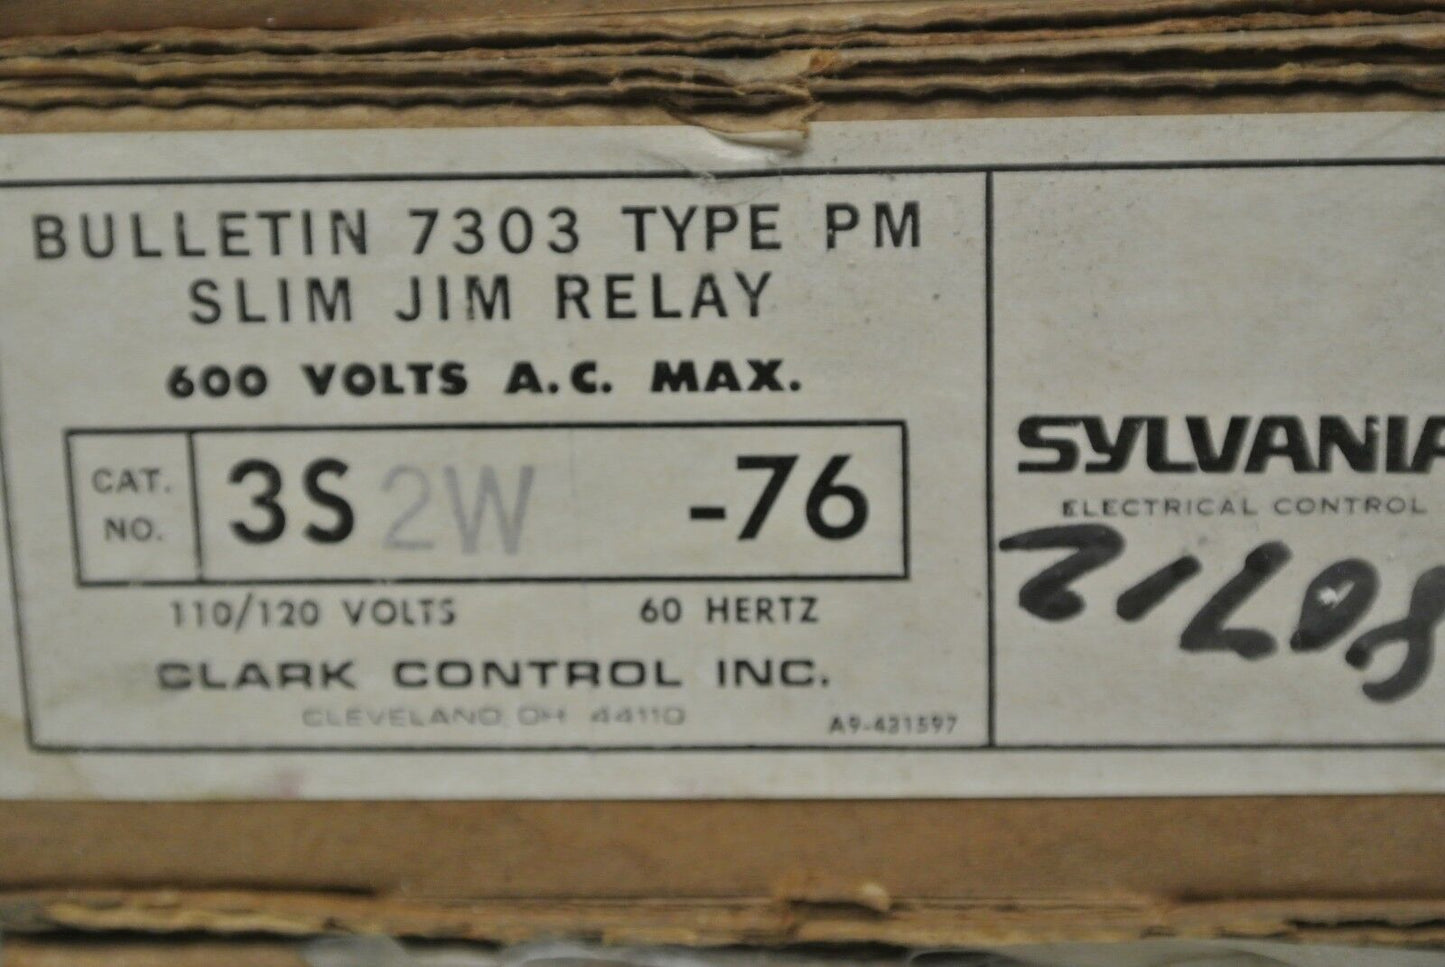 BULLETIN 7303 TYPE PM
SLIM JIM RELAY
600 VOLTS A.C. MAX.
CAT. NO. 3S 2W -76
110/120 VOLTS 60 HERTZ
CLARK CONTROL INC.
CLEVELAND, OH 44110
A9-431597
SYLVANIA
ELECTRICAL CONTROL